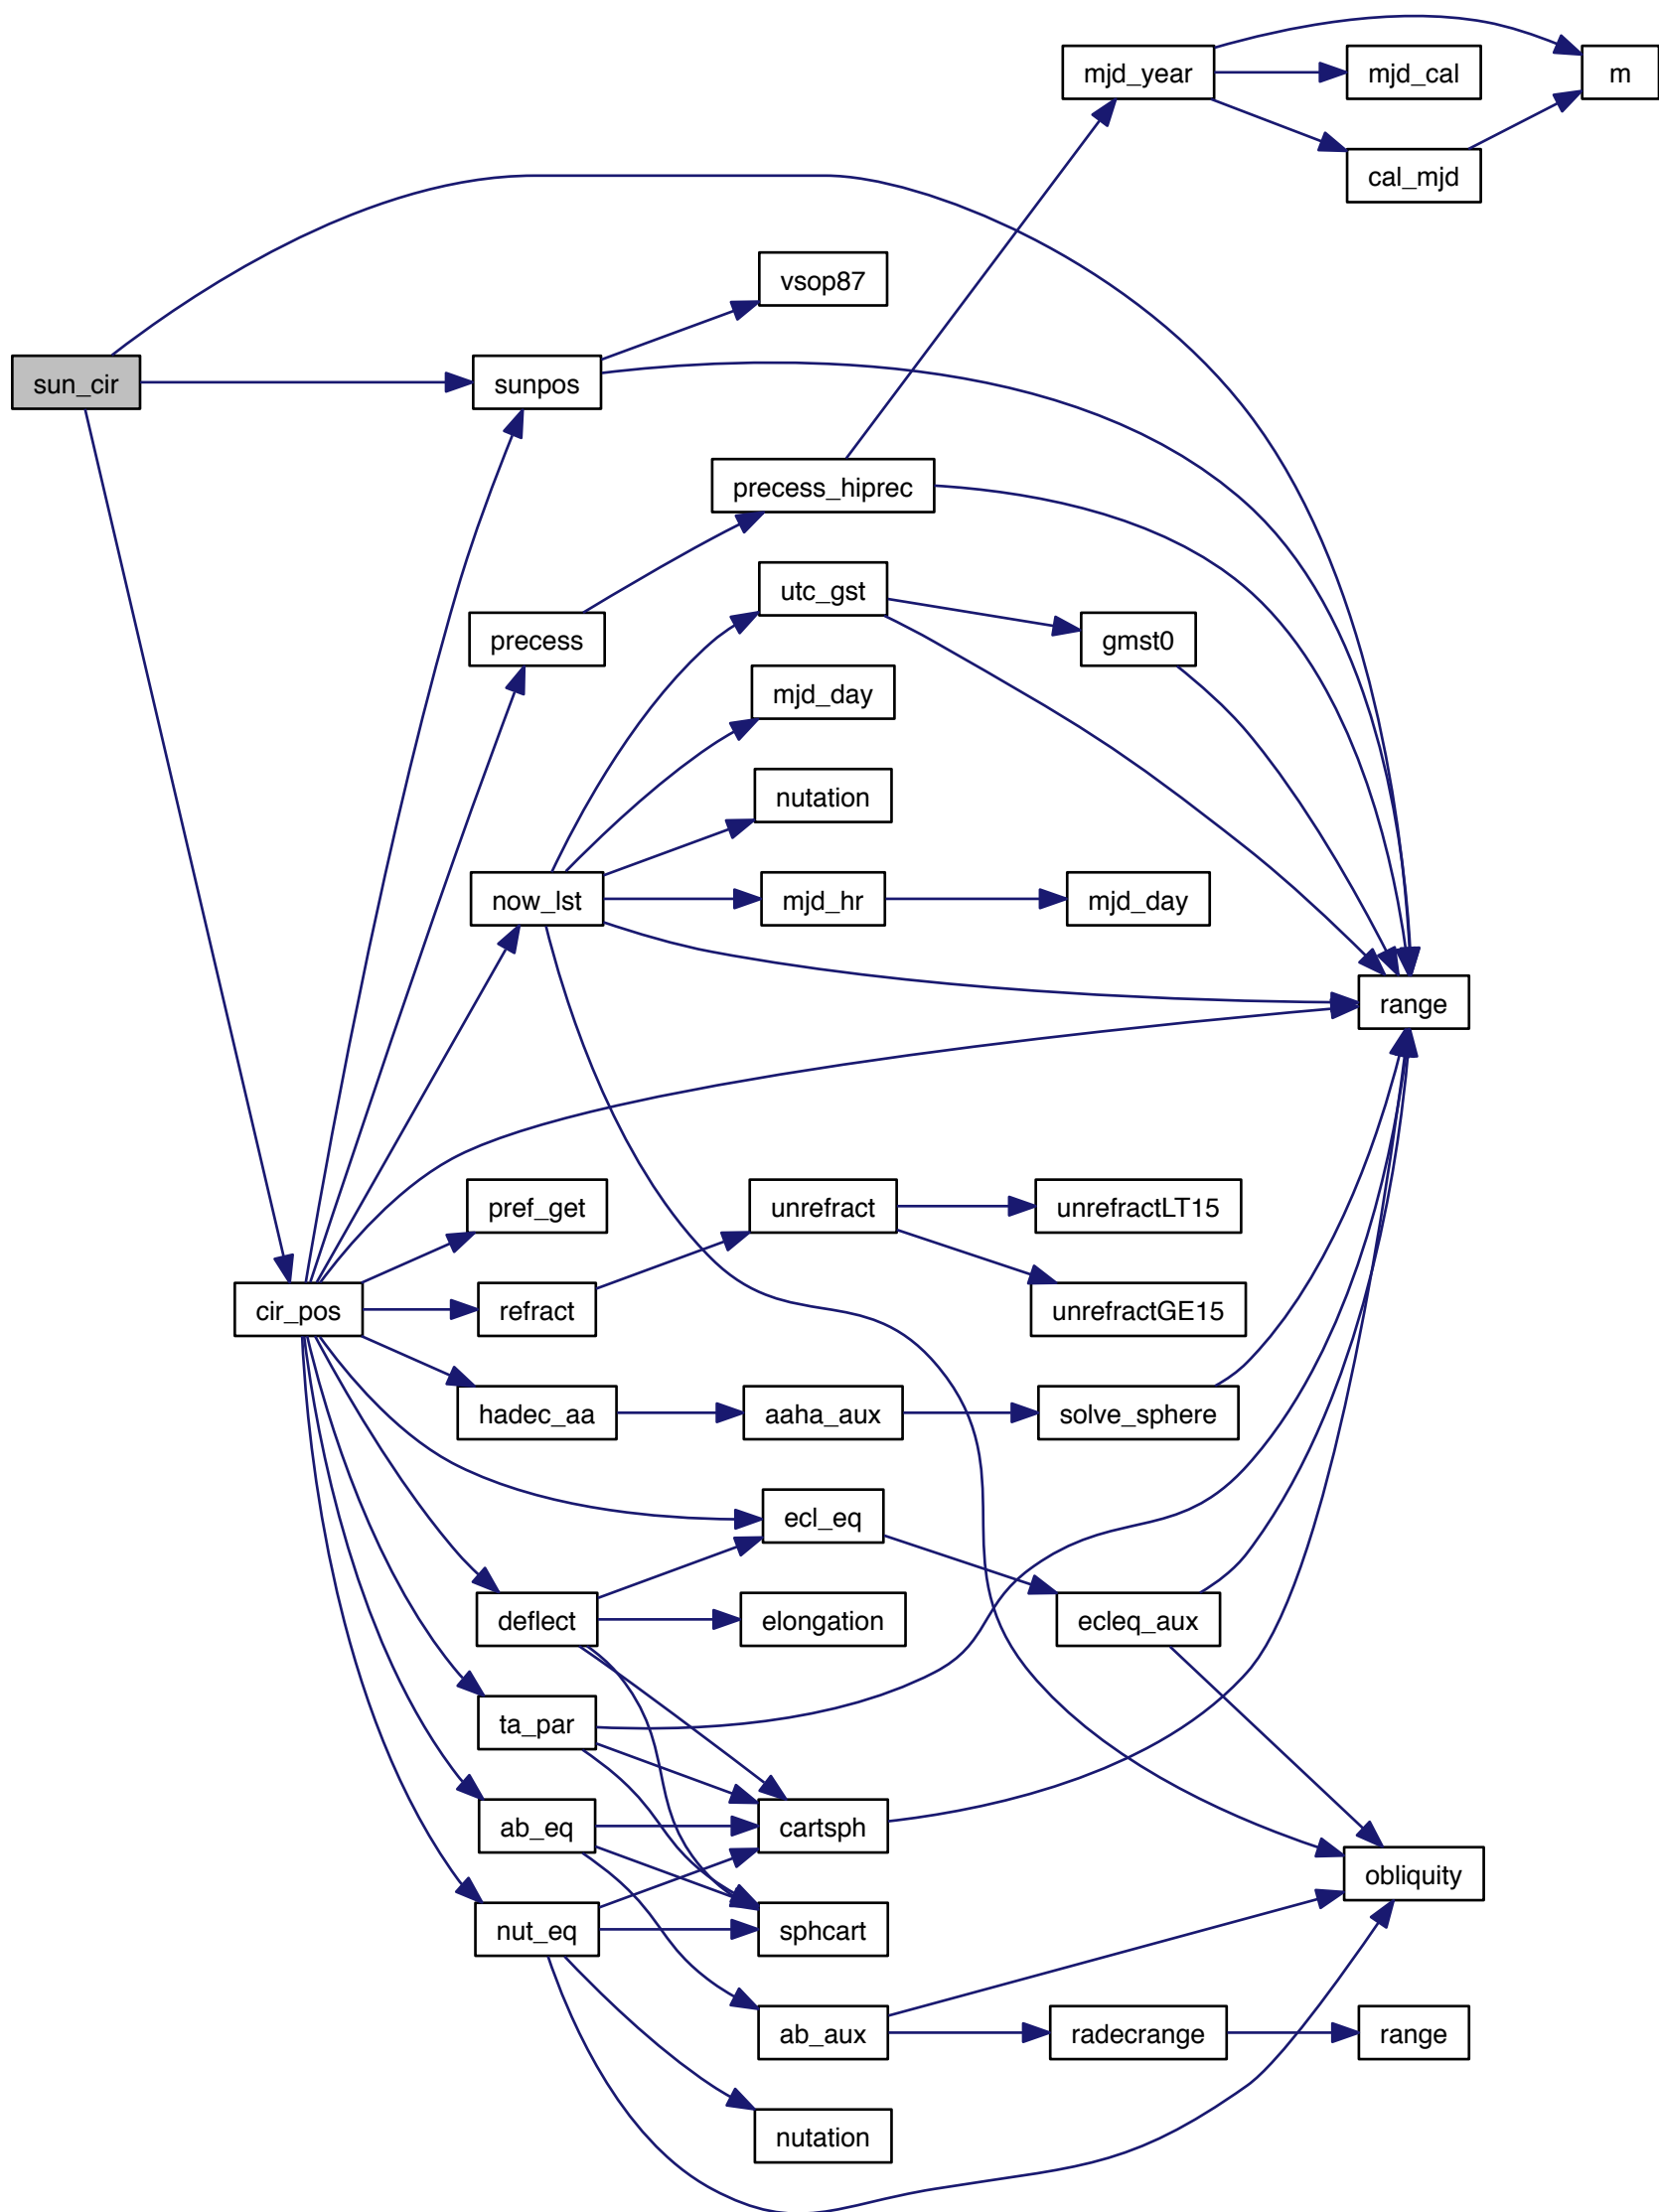 mjd_year
mjd_cal
m
cal_mjd
vsop87
sun_cir
sunpos
precess_hiprec
utc_gst
precess
gmst0
mjd_day
nutation
now_lst
mjd_hr
mjd_day
range
pref_get
unrefract
unrefractLT15
cir_pos
refract
unrefractGE15
hadec_aa
aaha_aux
solve_sphere
ecl_eq
deflect
elongation
ecleq_aux
ta_par
ab_eq
cartsph
obliquity
nut_eq
sphcart
ab_aux
radecrange
range
nutation